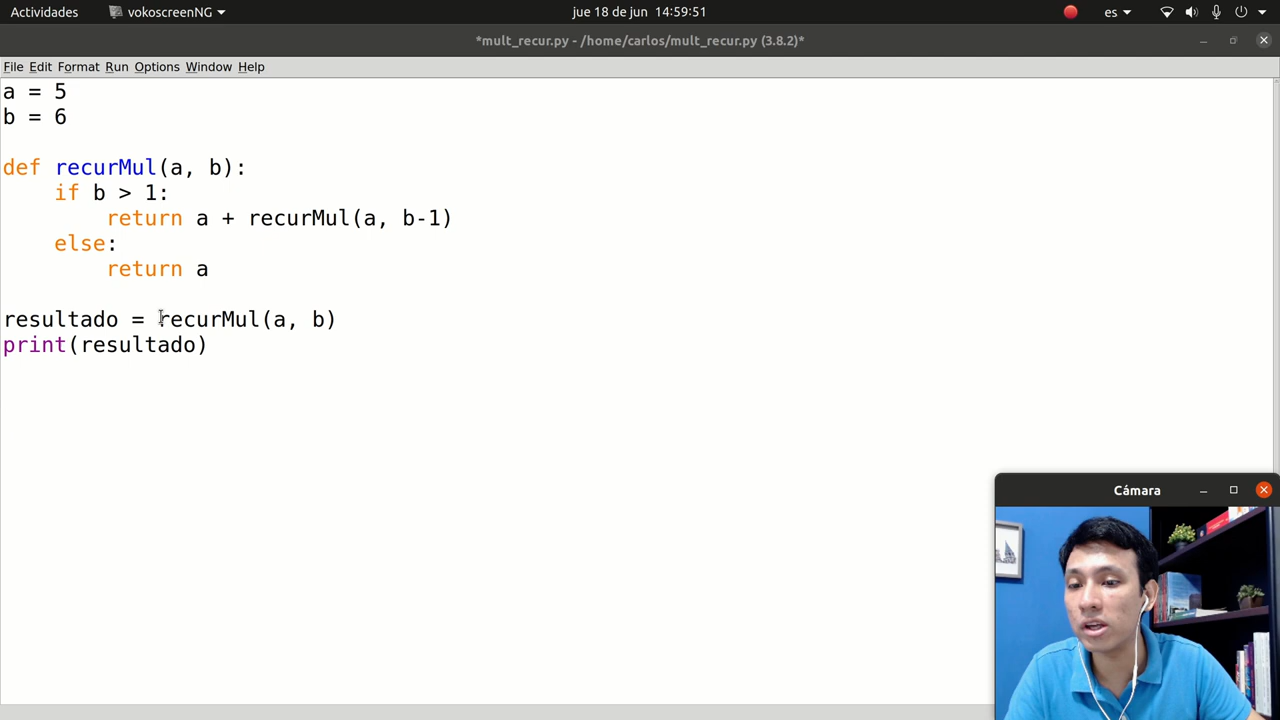 Actividades vokoscreenNG jue 18 de jun 14:59:51 es
*mult_recur.py - /home/carlos/mult_recur.py (3.8.2)*
File Edit Format Run Options Window Help
a = 5
b = 6
def recurMul(a, b):
    if b > 1:
        return a + recurMul(a, b-1)
    else:
        return a
resultado = recurMul(a, b)
print(resultado)
Cámara